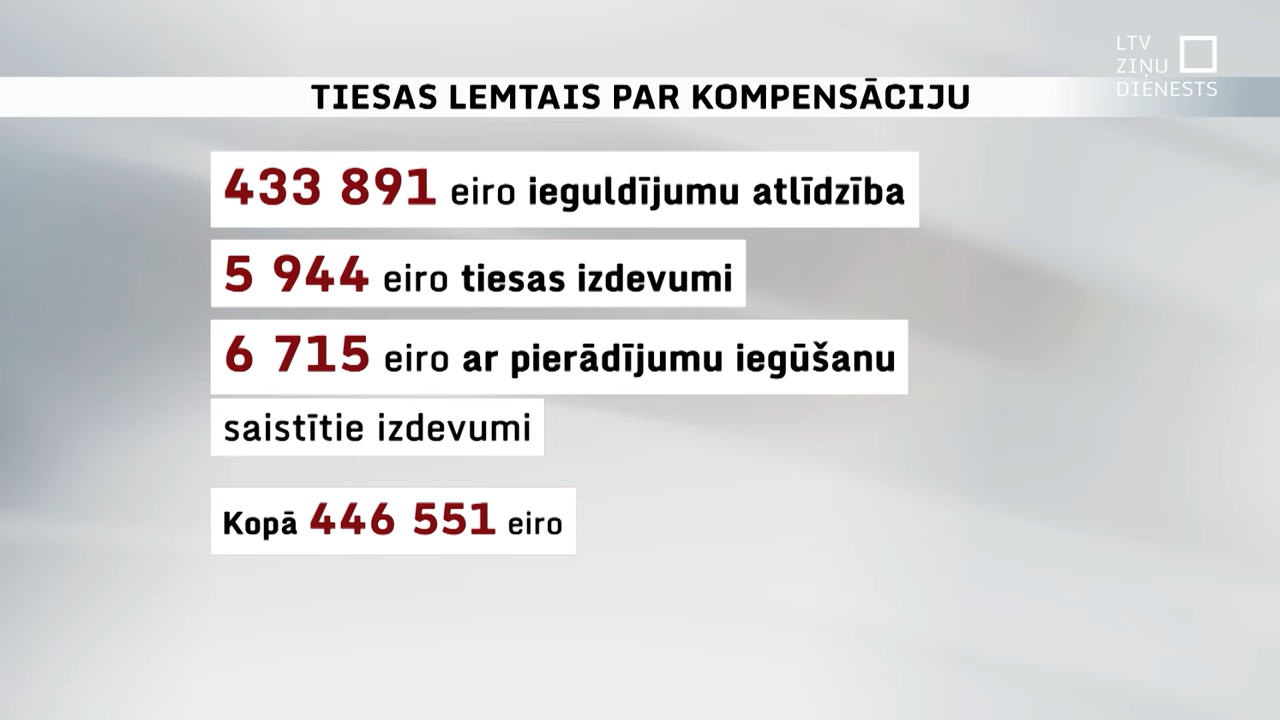 LTV
ZIŅU
DIENESTS
TIESAS LEMTAIS PAR KOMPENSĀCIJU
433 891 eiro ieguldījumu atlīdzība
5 944 eiro tiesas izdevumi
6 715 eiro ar pierādījumu iegūšanu
saistītie izdevumi
Kopā 446 551 eiro